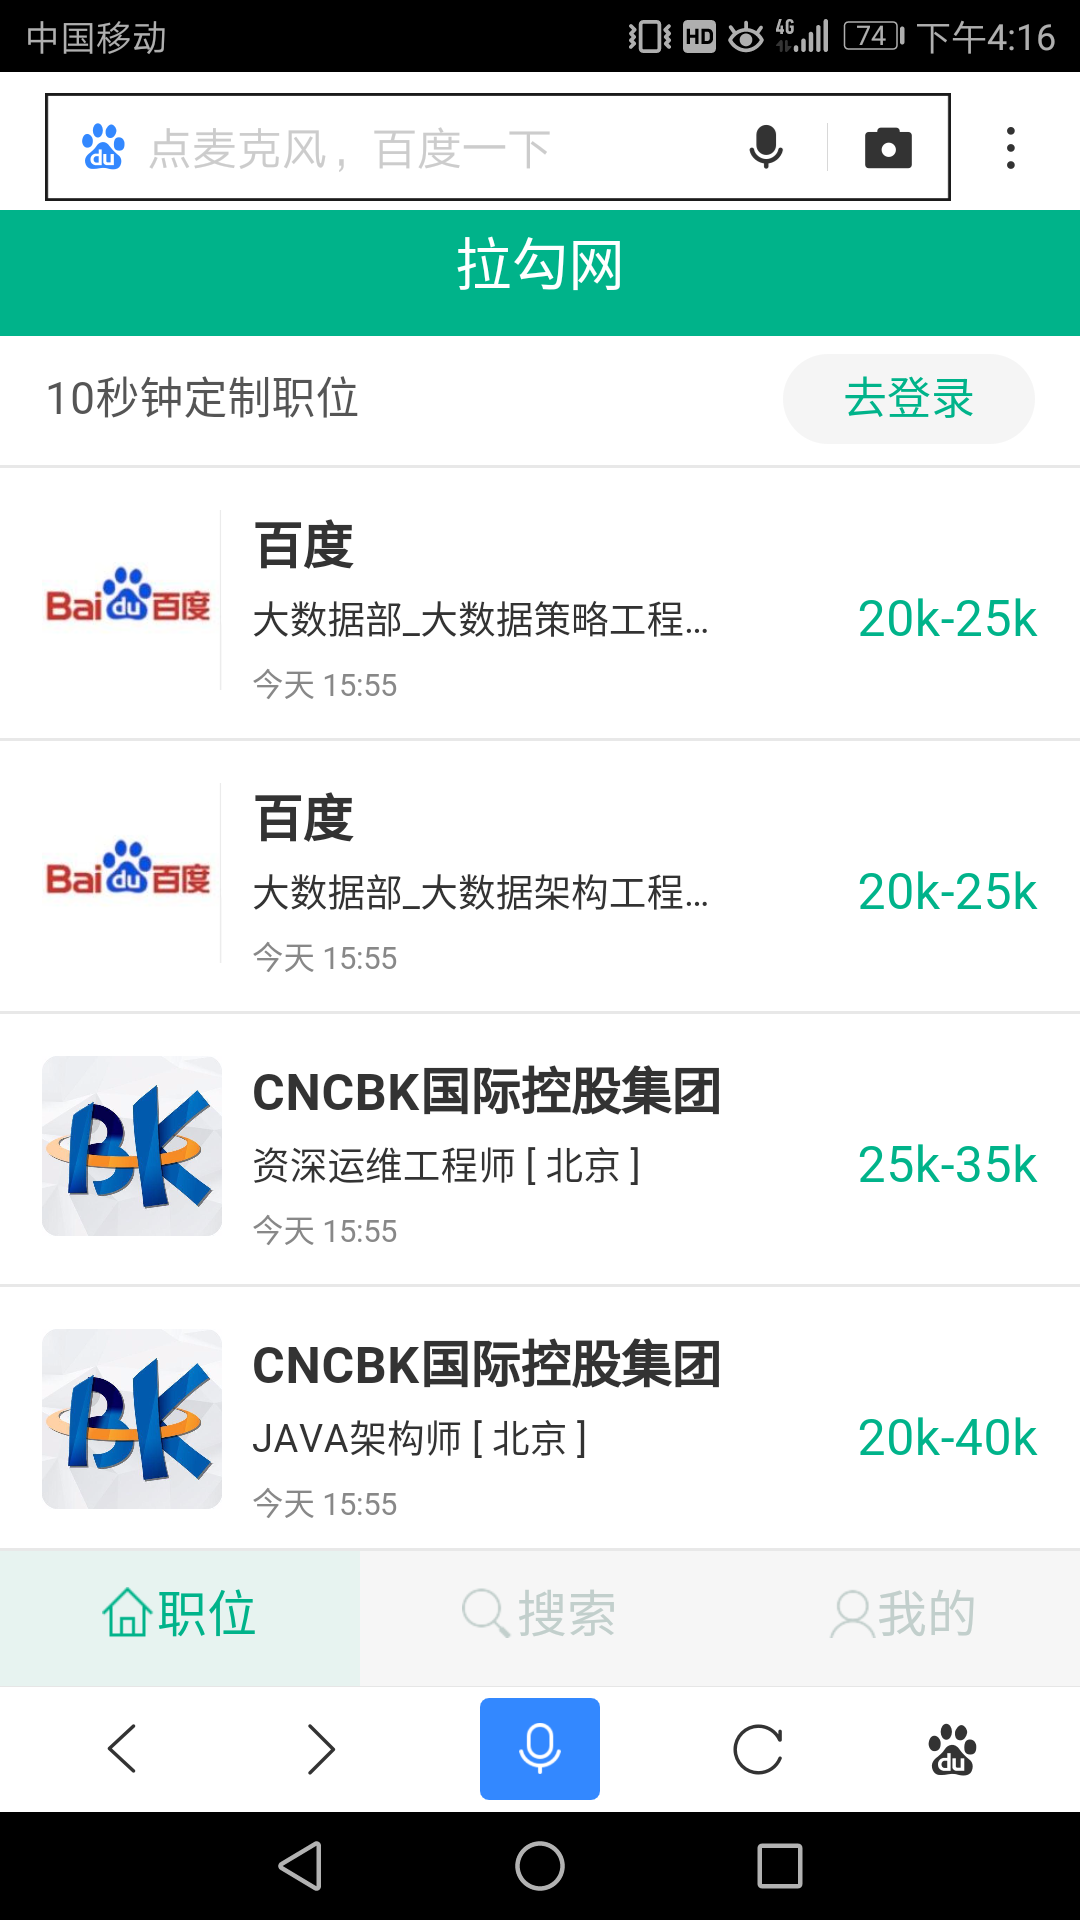 中国移动 HD 4G 74 下午4:16
du 点麦克风，百度一下
拉勾网
10秒钟定制职位 去登录
百度
Bai du 百度 大数据部_大数据策略工程... 20k-25k
今天 15:55
百度
Bai du 百度 大数据部_大数据架构工程... 20k-25k
今天 15:55
CNCBK国际控股集团
BK 资深运维工程师 [ 北京 ] 25k-35k
今天 15:55
CNCBK国际控股集团
BK JAVA架构师 [ 北京 ] 20k-40k
今天 15:55
职位 搜索 我的
du